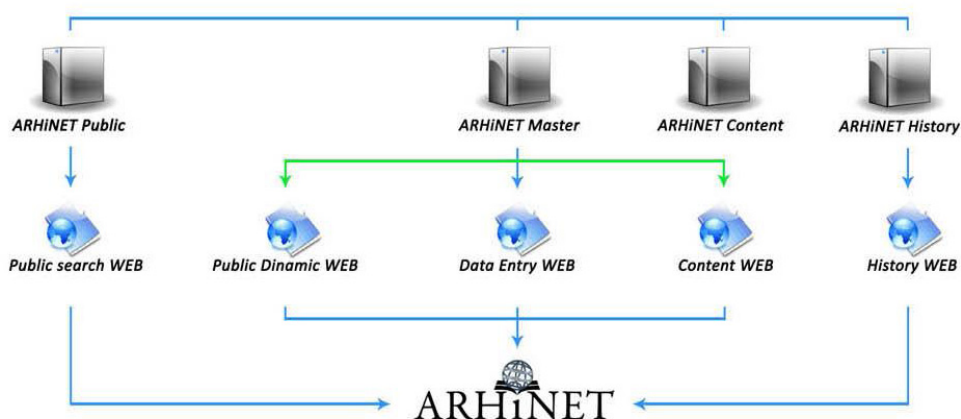 ARHiNET Public
ARHiNET Master
ARHiNET Content
ARHiNET History
Public search WEB
Public Dinamic WEB
Data Entry WEB
Content WEB
History WEB
ARHiNET